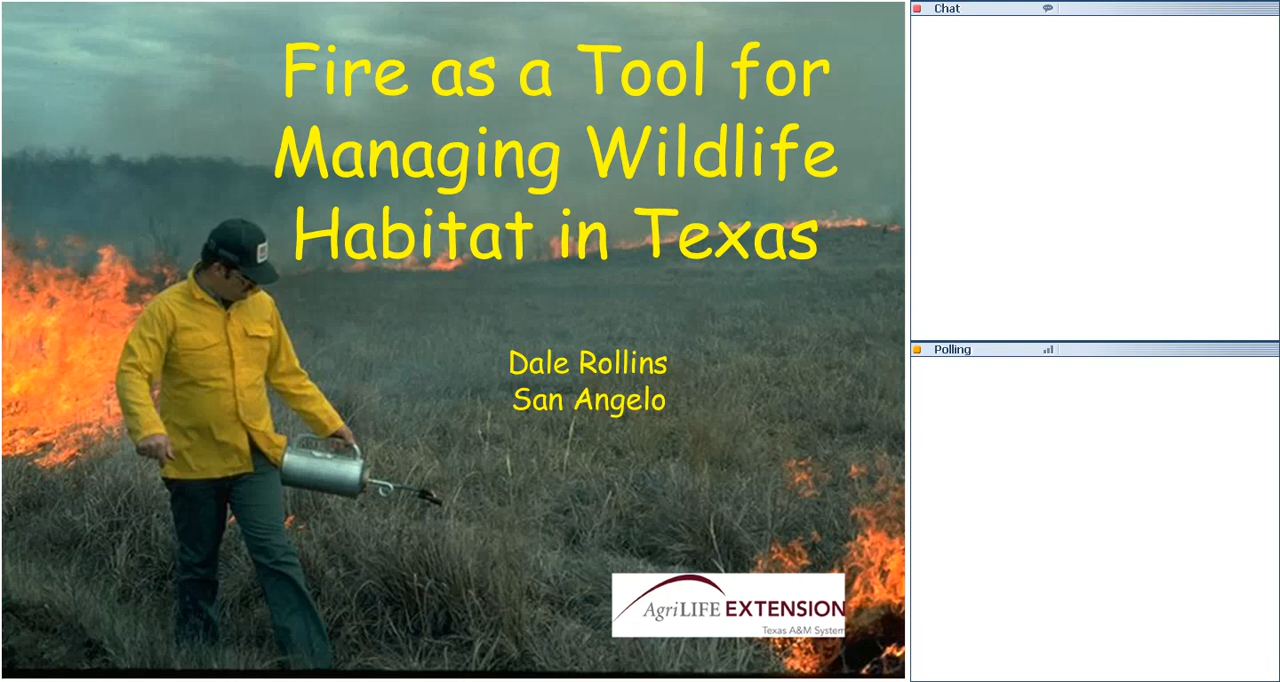 Fire as a Tool for
Managing Wildlife
Habitat in Texas
Dale Rollins
San Angelo
AgriLIFE EXTENSION
Texas A&M System
Chat
Polling